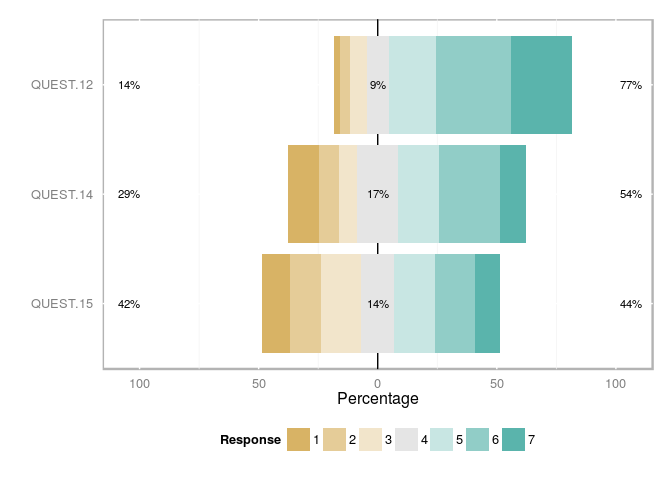 QUEST.12 14% 9% 77%
QUEST.14 29% 17% 54%
QUEST.15 42% 14% 44%
100 50 0 50 100
Percentage
Response 1 2 3 4 5 6 7